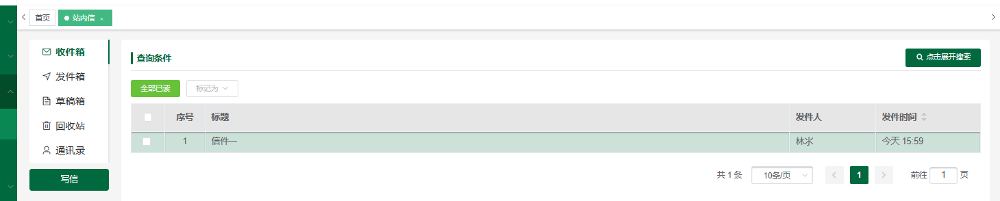 首页 站内信 ×
收件箱
发件箱
草稿箱
回收站
通讯录
写信
查询条件 点击展开搜索
全部已读 标记为
序号 标题 发件人 发件时间
1 信件一 林氺 今天 15:59
共 1 条 10条/页 1 前往 1 页